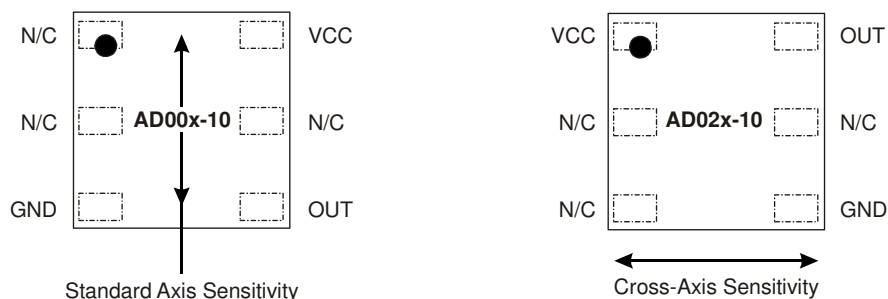 N/C VCC
N/C AD00x-10 N/C
GND OUT
Standard Axis Sensitivity
VCC OUT
N/C AD02x-10 N/C
N/C GND
Cross-Axis Sensitivity